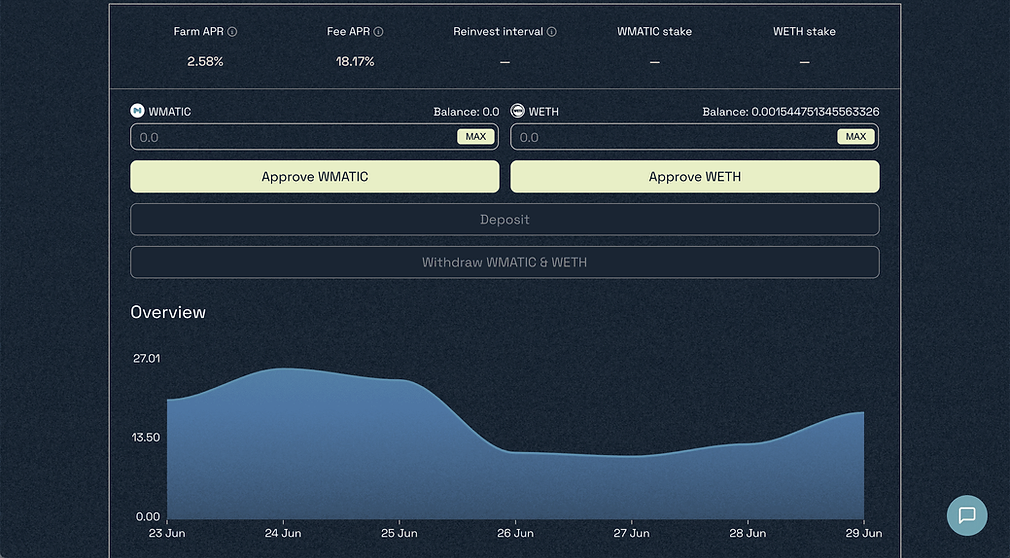 Farm APR Fee APR Reinvest interval WMATIC stake WETH stake
2.58% 18.17% — — —
WMATIC Balance: 0.0 WETH Balance: 0.001544751345563326
0.0 MAX 0.0 MAX
Approve WMATIC Approve WETH
Deposit
Withdraw WMATIC & WETH
Overview
27.01
13.50
0.00
23 Jun 24 Jun 25 Jun 26 Jun 27 Jun 28 Jun 29 Jun